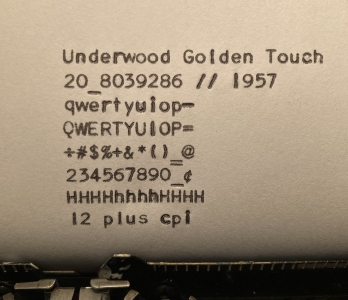 Underwood Golden Touch
20_8039286 // 1957
qwertyuiop-
QWERTYUIOP=
÷#$%÷&*()_@
234567890_¢
HHHHhhhhHHHH
12 plus cpi